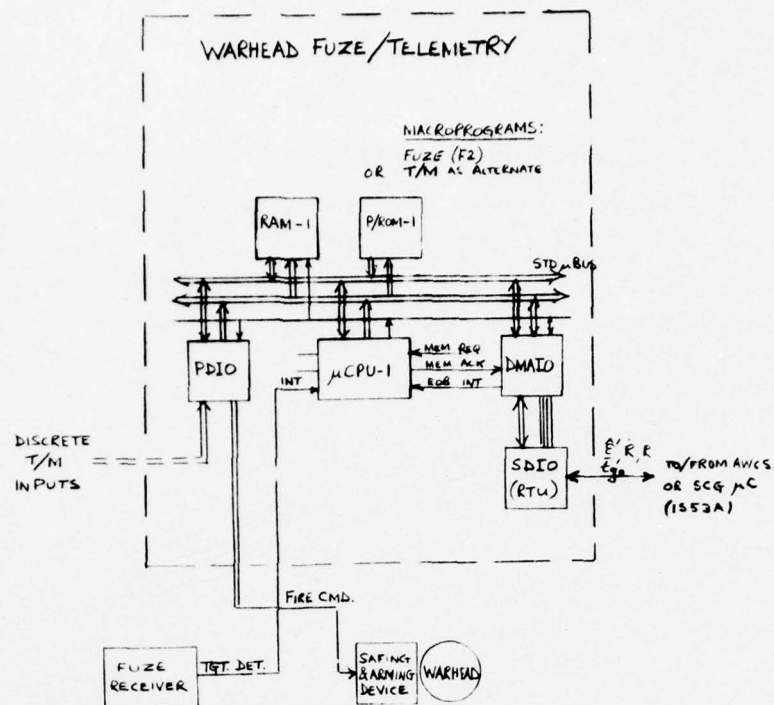 WARHEAD FUZE/TELEMETRY
MACROPROGRAMS:
FUZE (F2)
OR T/M AS ALTERNATE
RAM-1
P/ROM-1
STD μBUS
PDIO
μCPU-1
MEM REQ
MEM ACK
EOB INT
DMAIO
INT
DISCRETE
T/M
INPUTS
SDIO
(RTU)
Ṙ, R
TO/FROM AWCS
OR SCG μC
(1553A)
FIRE CMD.
FUZE
RECEIVER
TGT. DET.
SAFING
& ARMING
DEVICE
WARHEAD